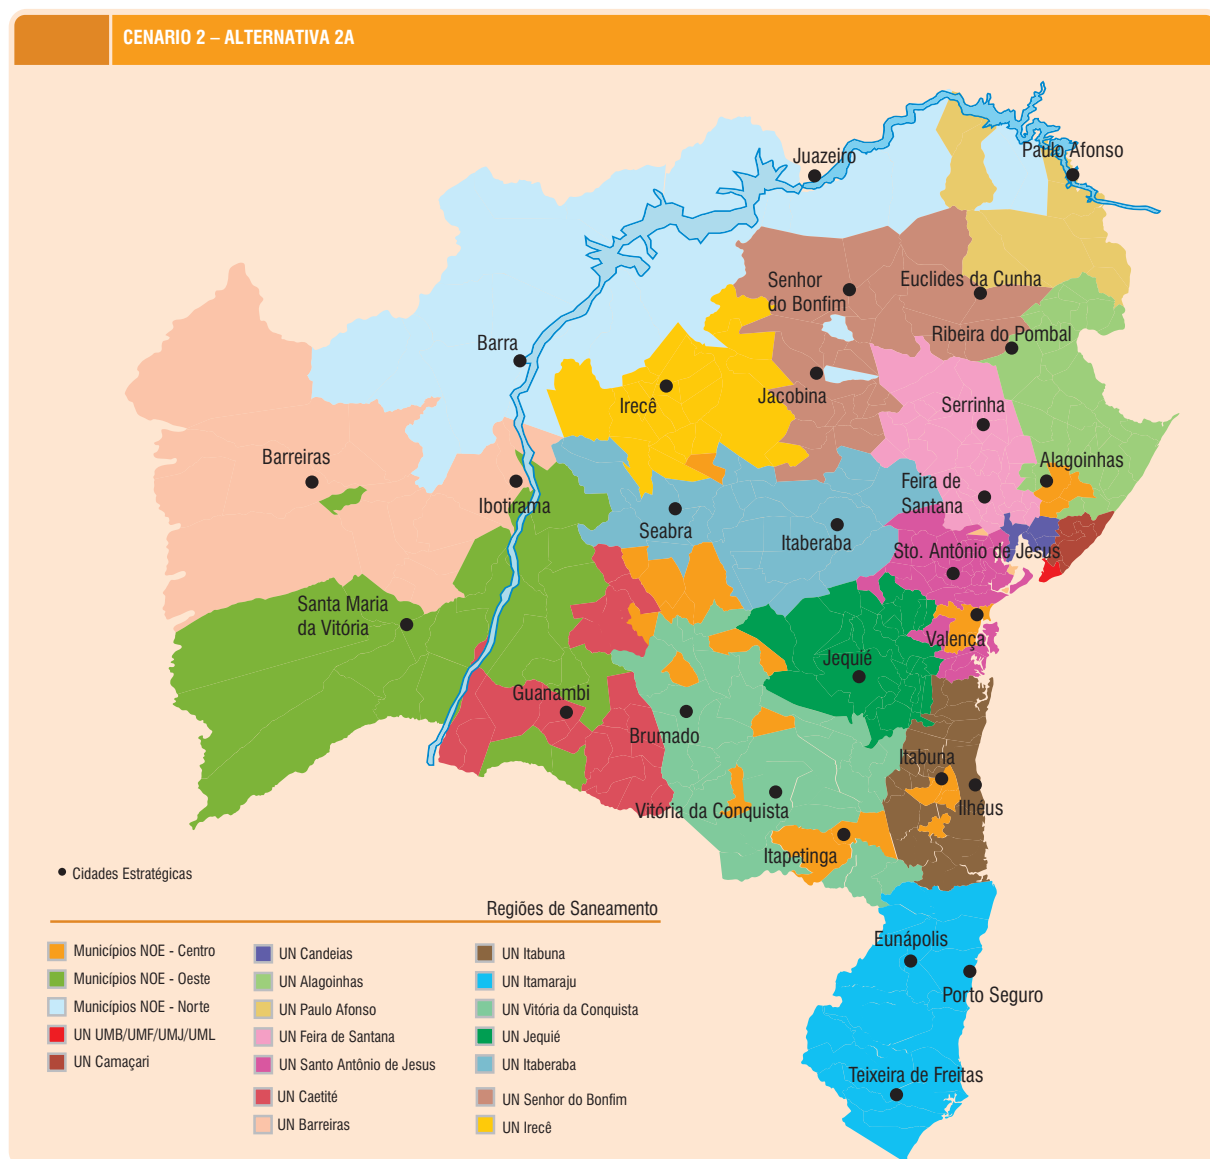 CENARIO 2 – ALTERNATIVA 2A
Juazeiro
Paulo Afonso
Senhor
do Bonfim
Euclides da Cunha
Ribeira do Pombal
Barra
Irecê
Jacobina
Serrinha
Barreiras
Ibotirama
Alagoinhas
Feira de
Santana
Seabra
Itaberaba
Sto. Antônio de Jesus
Santa Maria
da Vitória
Valença
Jequié
Guanambi
Brumado
Itabuna
Ilhéus
Vitória da Conquista
Itapetinga
Eunápolis
Porto Seguro
Teixeira de Freitas
Cidades Estratégicas
Regiões de Saneamento
Municípios NOE - Centro
Municípios NOE - Oeste
Municípios NOE - Norte
UN UMB/UMF/UMJ/UML
UN Camaçari
UN Candeias
UN Alagoinhas
UN Paulo Afonso
UN Feira de Santana
UN Santo Antônio de Jesus
UN Caetité
UN Barreiras
UN Itabuna
UN Itamaraju
UN Vitória da Conquista
UN Jequié
UN Itaberaba
UN Senhor do Bonfim
UN Irecê